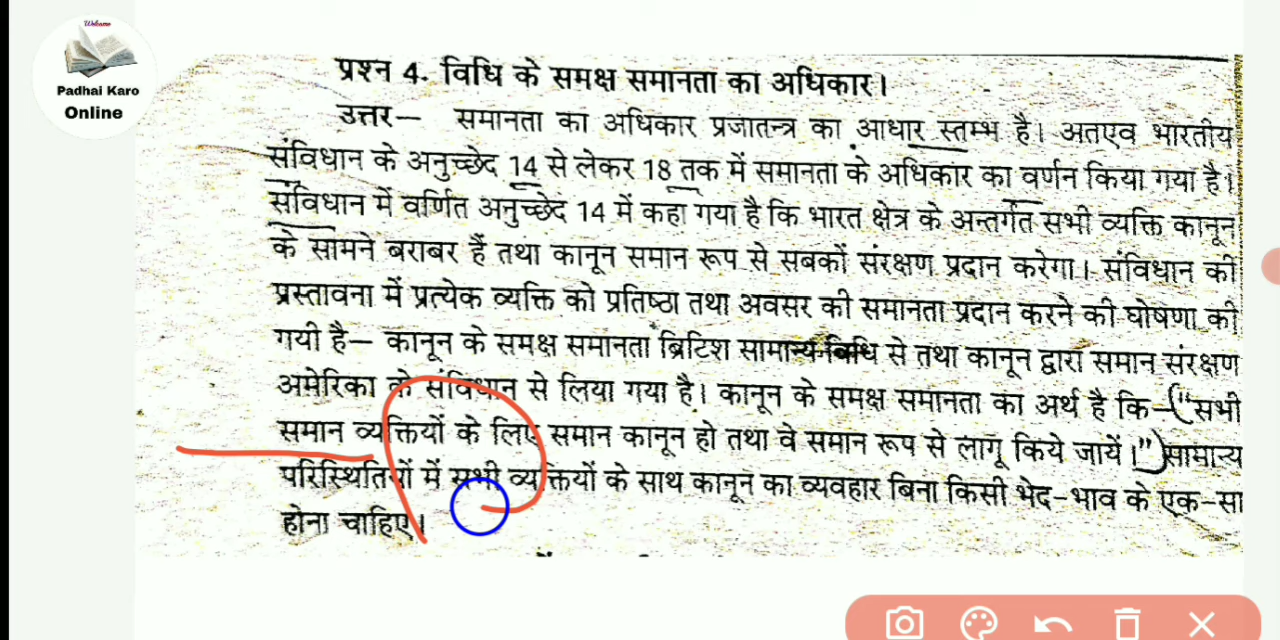 Welcome
Padhai Karo
Online
प्रश्न 4. विधि के समक्ष समानता का अधिकार।
उत्तर— समानता का अधिकार प्रजातन्त्र का आधार स्तम्भ है। अतएव भारतीय
संविधान के अनुच्छेद 14 से लेकर 18 तक में समानता के अधिकार का वर्णन किया गया है।
संविधान में वर्णित अनुच्छेद 14 में कहा गया है कि भारत क्षेत्र के अन्तर्गत सभी व्यक्ति कानून
के सामने बराबर हैं तथा कानून समान रूप से सबकों संरक्षण प्रदान करेगा। संविधान की
प्रस्तावना में प्रत्येक व्यक्ति को प्रतिष्ठा तथा अवसर की समानता प्रदान करने की घोषणा की
गयी है— कानून के समक्ष समानता ब्रिटिश सामान्य विधि से तथा कानून द्वारा समान संरक्षण
अमेरिका के संविधान से लिया गया है। कानून के समक्ष समानता का अर्थ है कि—("सभी
समान व्यक्तियों के लिए समान कानून हो तथा वे समान रूप से लागू किये जायें।") सामान्य
परिस्थितियों में सभी व्यक्तियों के साथ कानून का व्यवहार बिना किसी भेद-भाव के एक-सा
होना चाहिए।